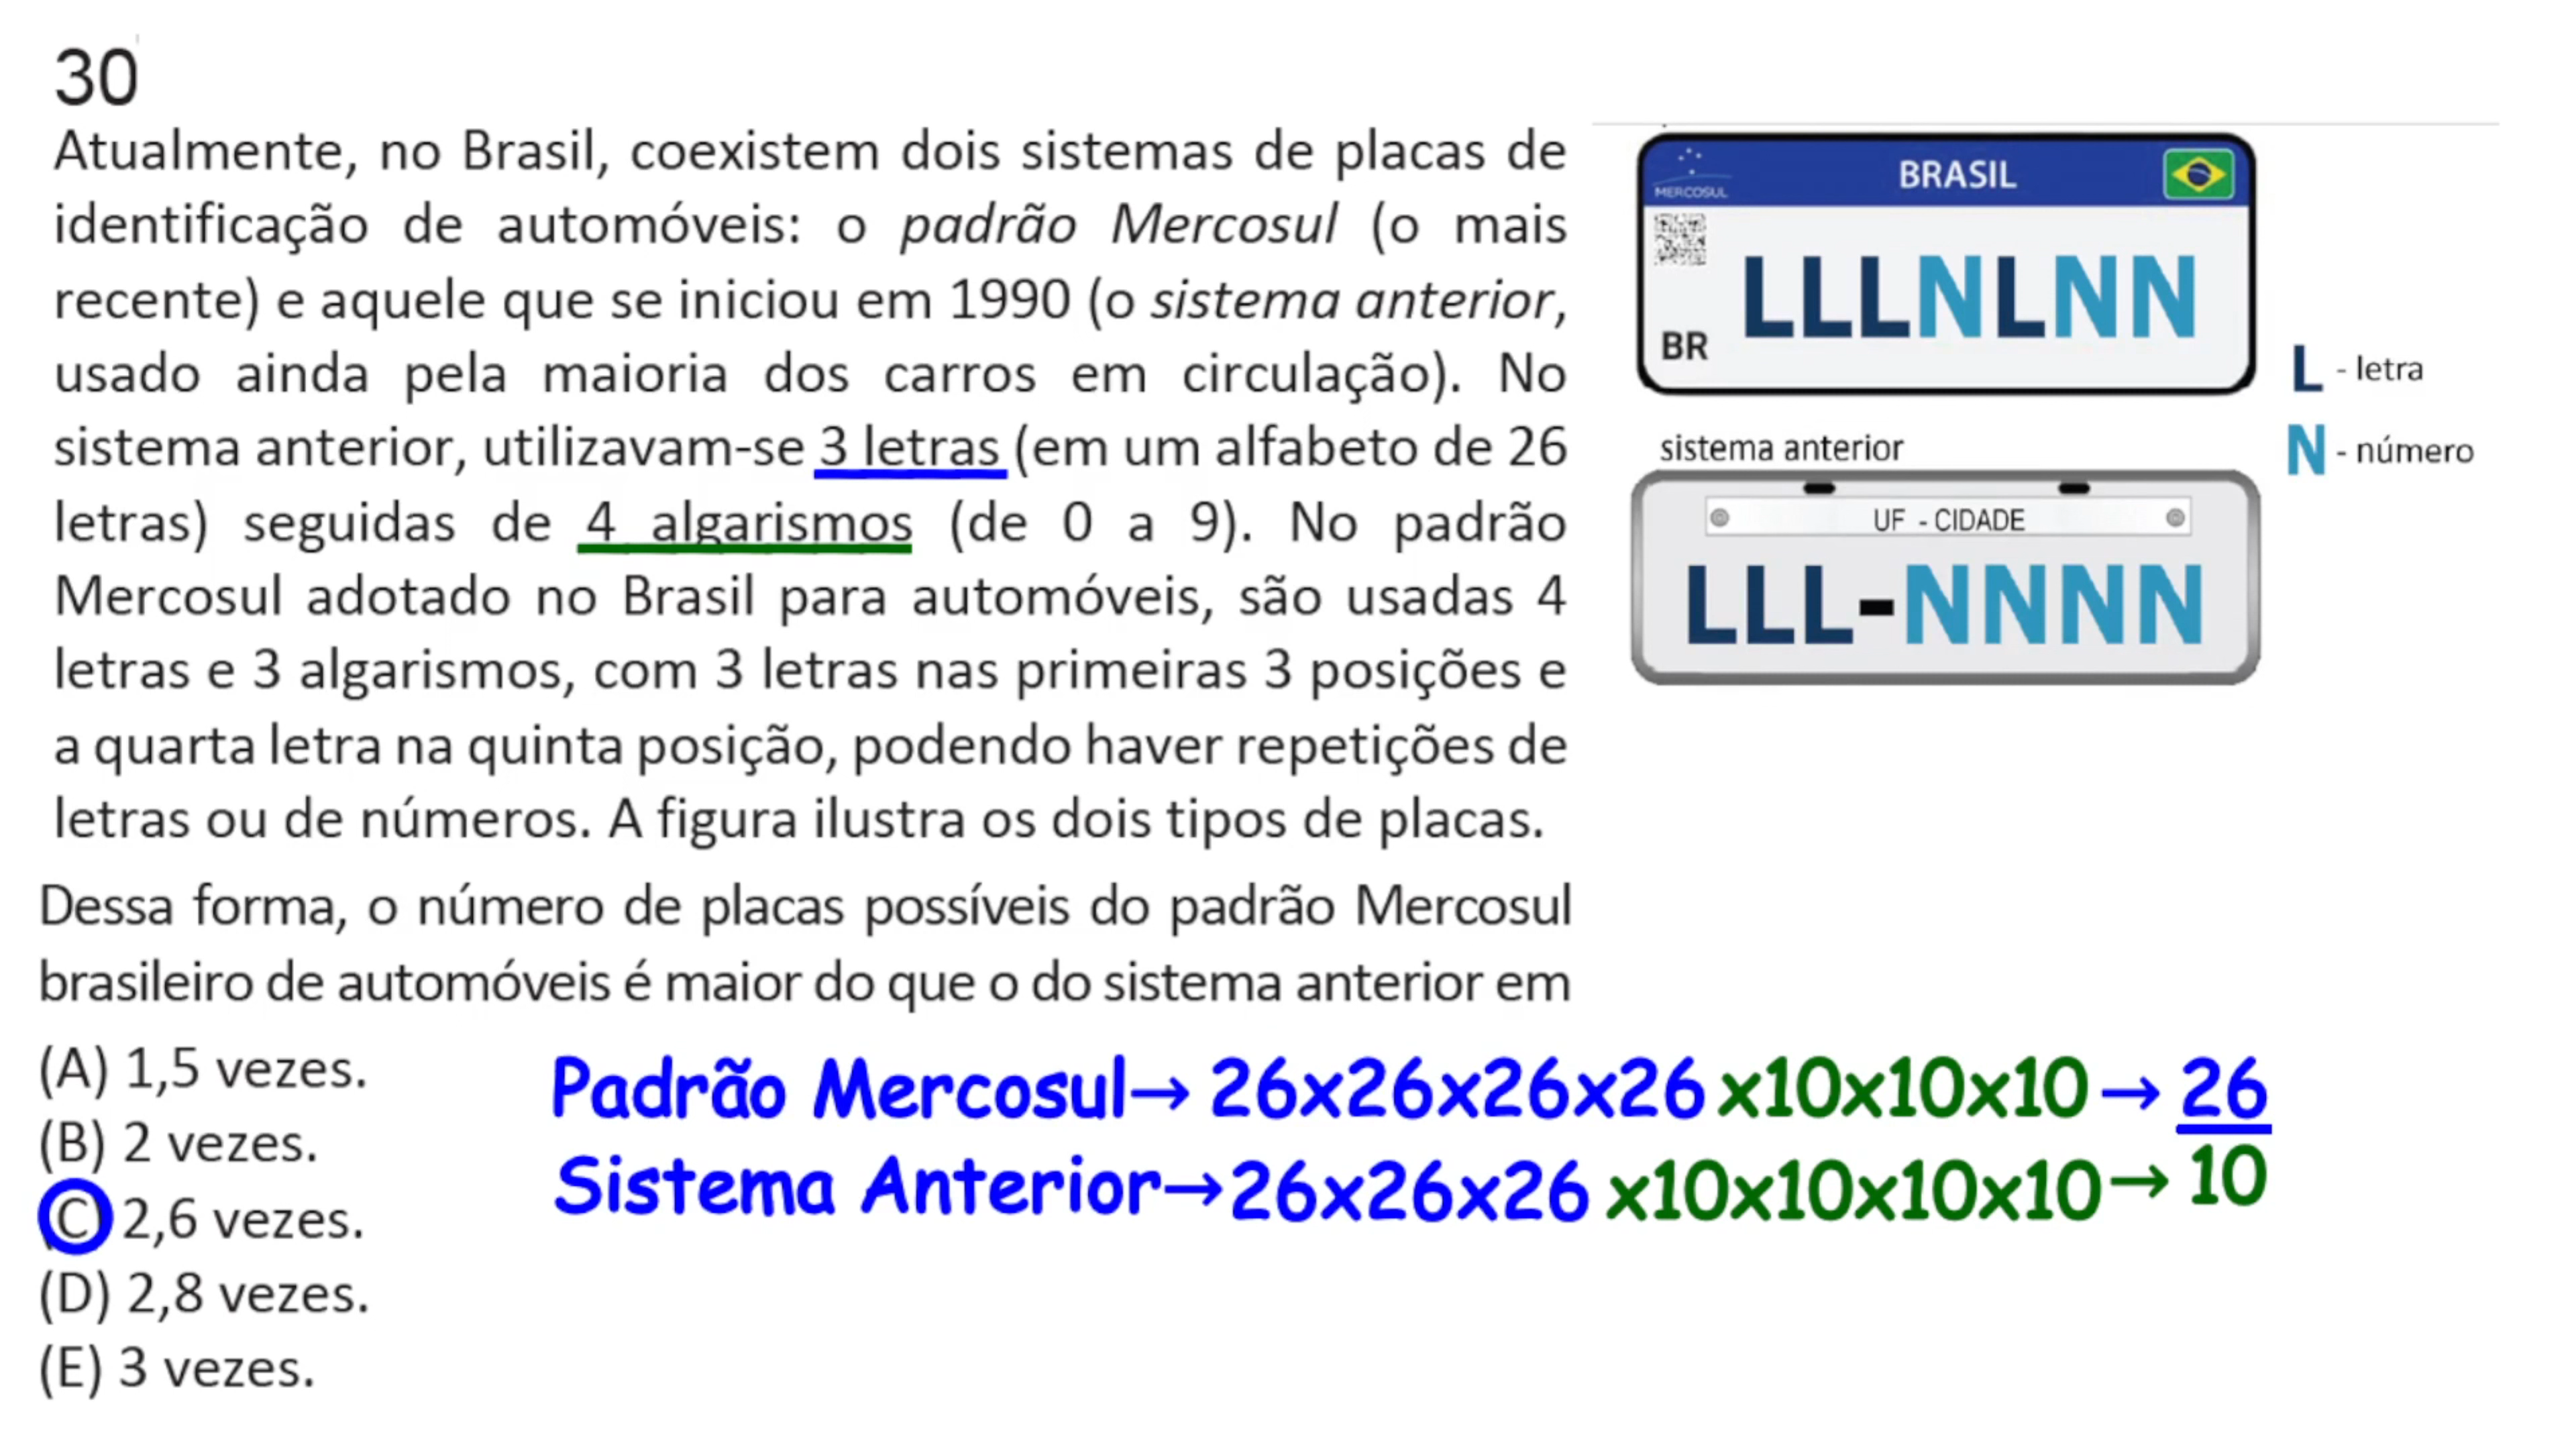 30
Atualmente, no Brasil, coexistem dois sistemas de placas de
identificação de automóveis: o padrão Mercosul (o mais
recente) e aquele que se iniciou em 1990 (o sistema anterior,
usado ainda pela maioria dos carros em circulação). No
sistema anterior, utilizavam-se 3 letras (em um alfabeto de 26
letras) seguidas de 4 algarismos (de 0 a 9). No padrão
Mercosul adotado no Brasil para automóveis, são usadas 4
letras e 3 algarismos, com 3 letras nas primeiras 3 posições e
a quarta letra na quinta posição, podendo haver repetições de
letras ou de números. A figura ilustra os dois tipos de placas.
MERCOSUL
BRASIL
BR
LLLNLNN
L - letra
N - número
sistema anterior
UF - CIDADE
LLL-NNNN
Dessa forma, o número de placas possíveis do padrão Mercosul
brasileiro de automóveis é maior do que o do sistema anterior em
(A) 1,5 vezes.
(B) 2 vezes.
(C) 2,6 vezes.
(D) 2,8 vezes.
(E) 3 vezes.
Padrão Mercosul→ 26x26x26x26 x10x10x10→ 26
Sistema Anterior→26x26x26 x10x10x10x10→ 10